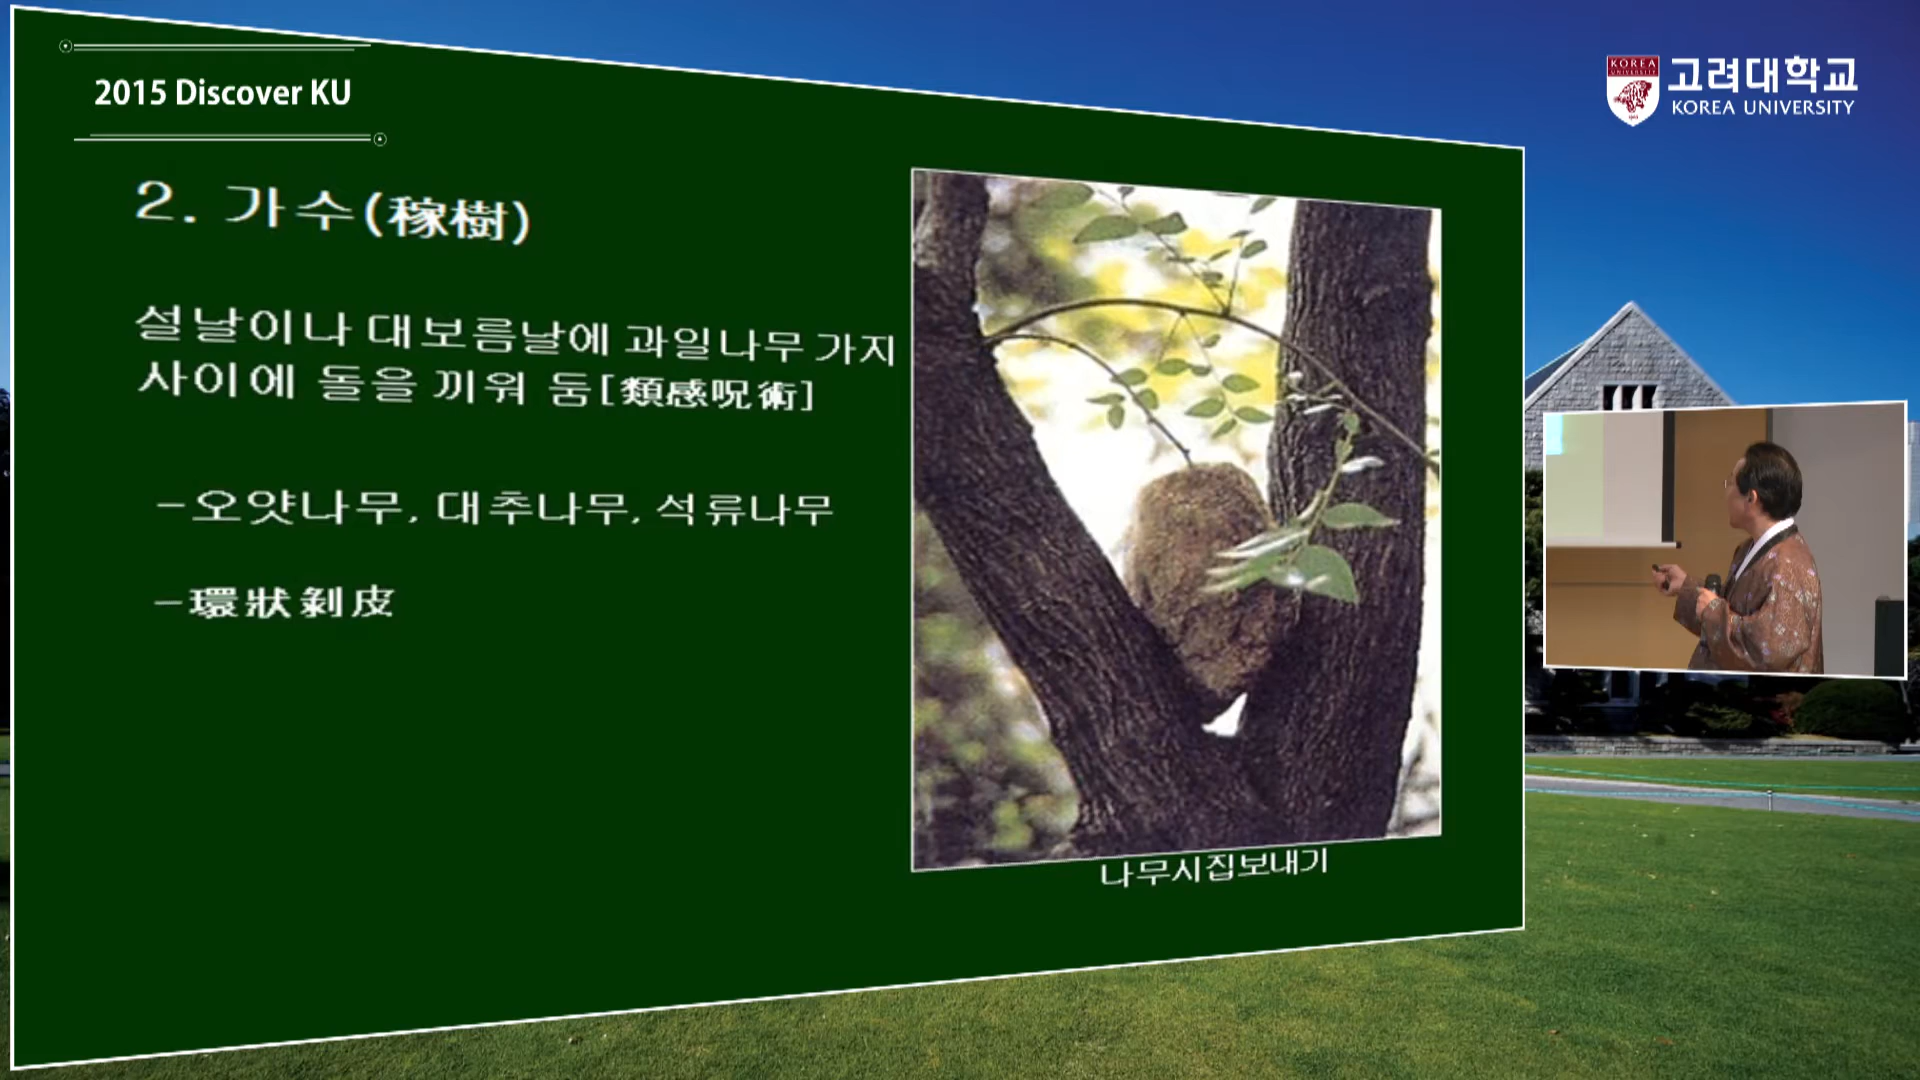 2015 Discover KU
KOREA
UNIVERSITY
고려대학교
KOREA UNIVERSITY
2. 가수(稼樹)
설날이나 대보름날에 과일나무 가지
사이에 돌을 끼워 둠[類感呪術]
-오얏나무, 대추나무, 석류나무
-環狀剝皮
나무시집보내기